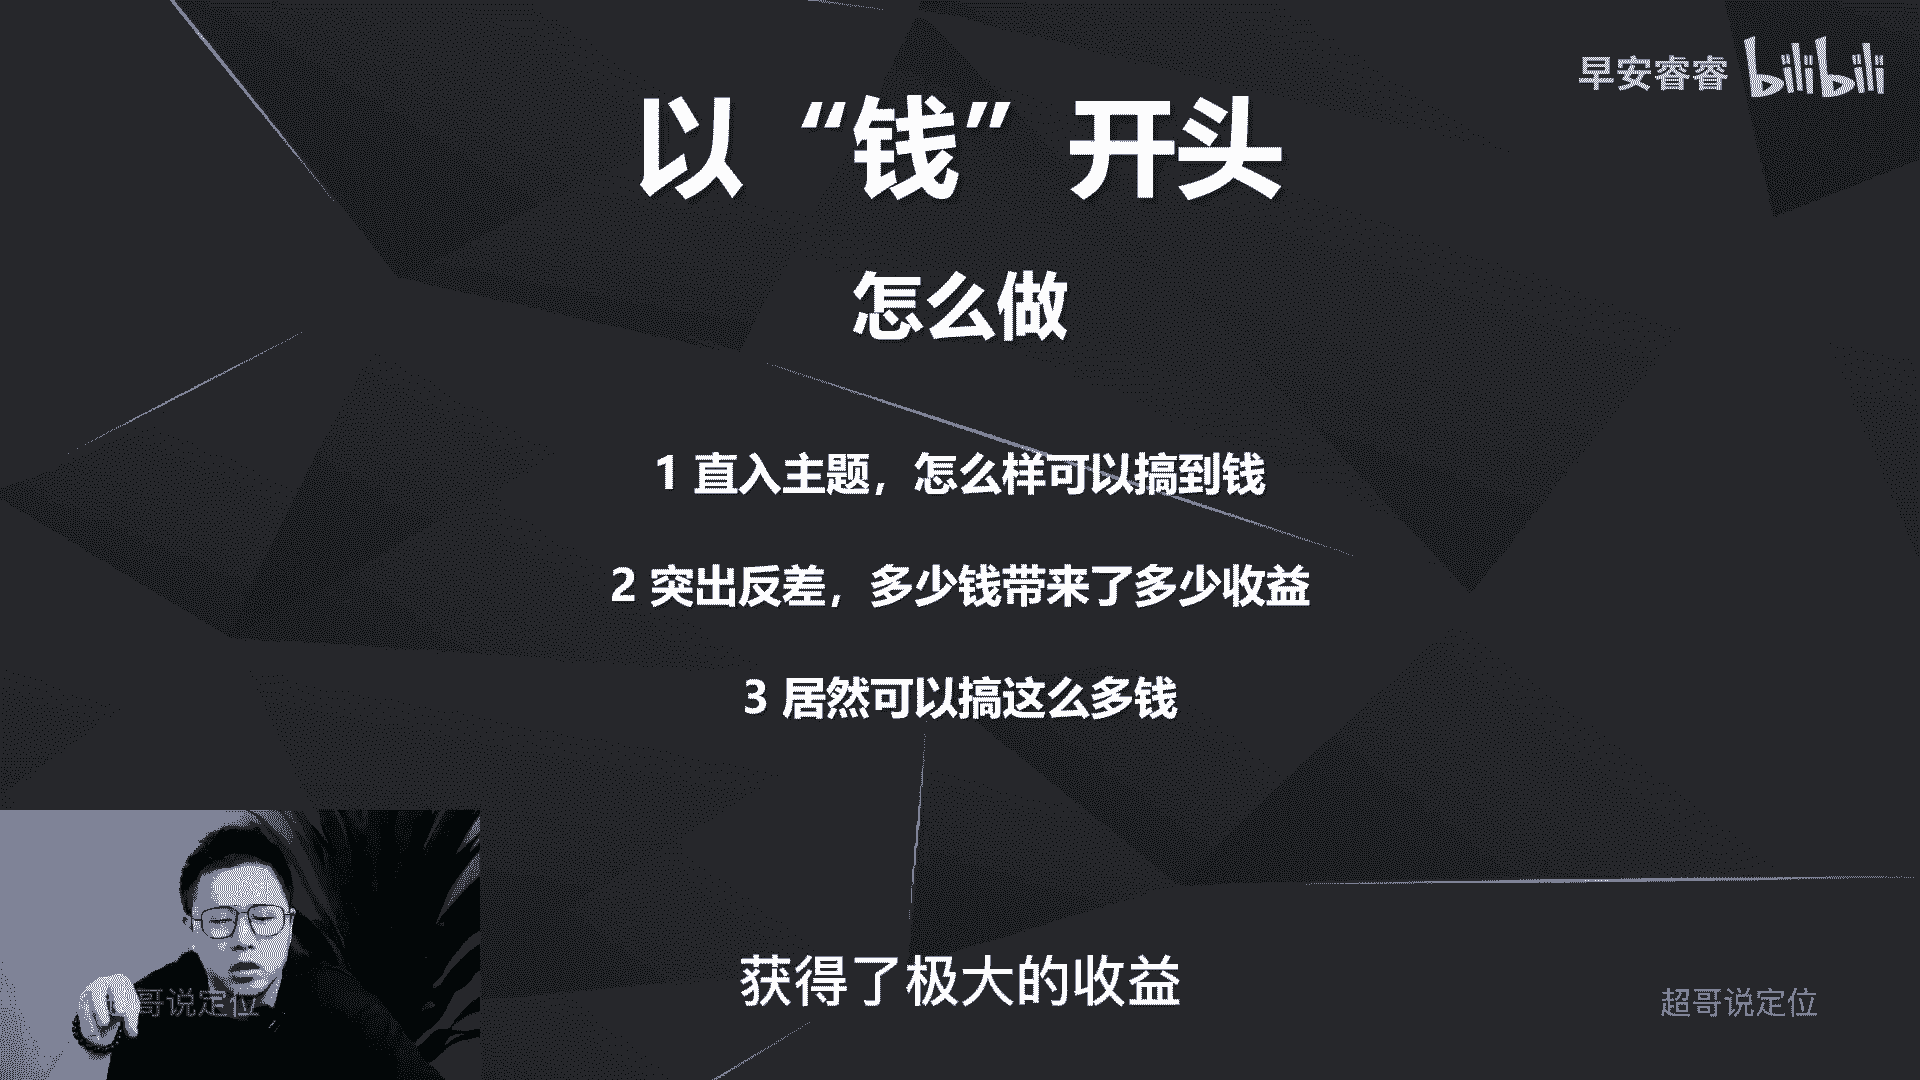 早安睿睿 bilibili
以“钱”开头
怎么做
1 直入主题，怎么样可以搞到钱
2 突出反差，多少钱带来了多少收益
3 居然可以搞这么多钱
获得了极大的收益
哥说定位
超哥说定位